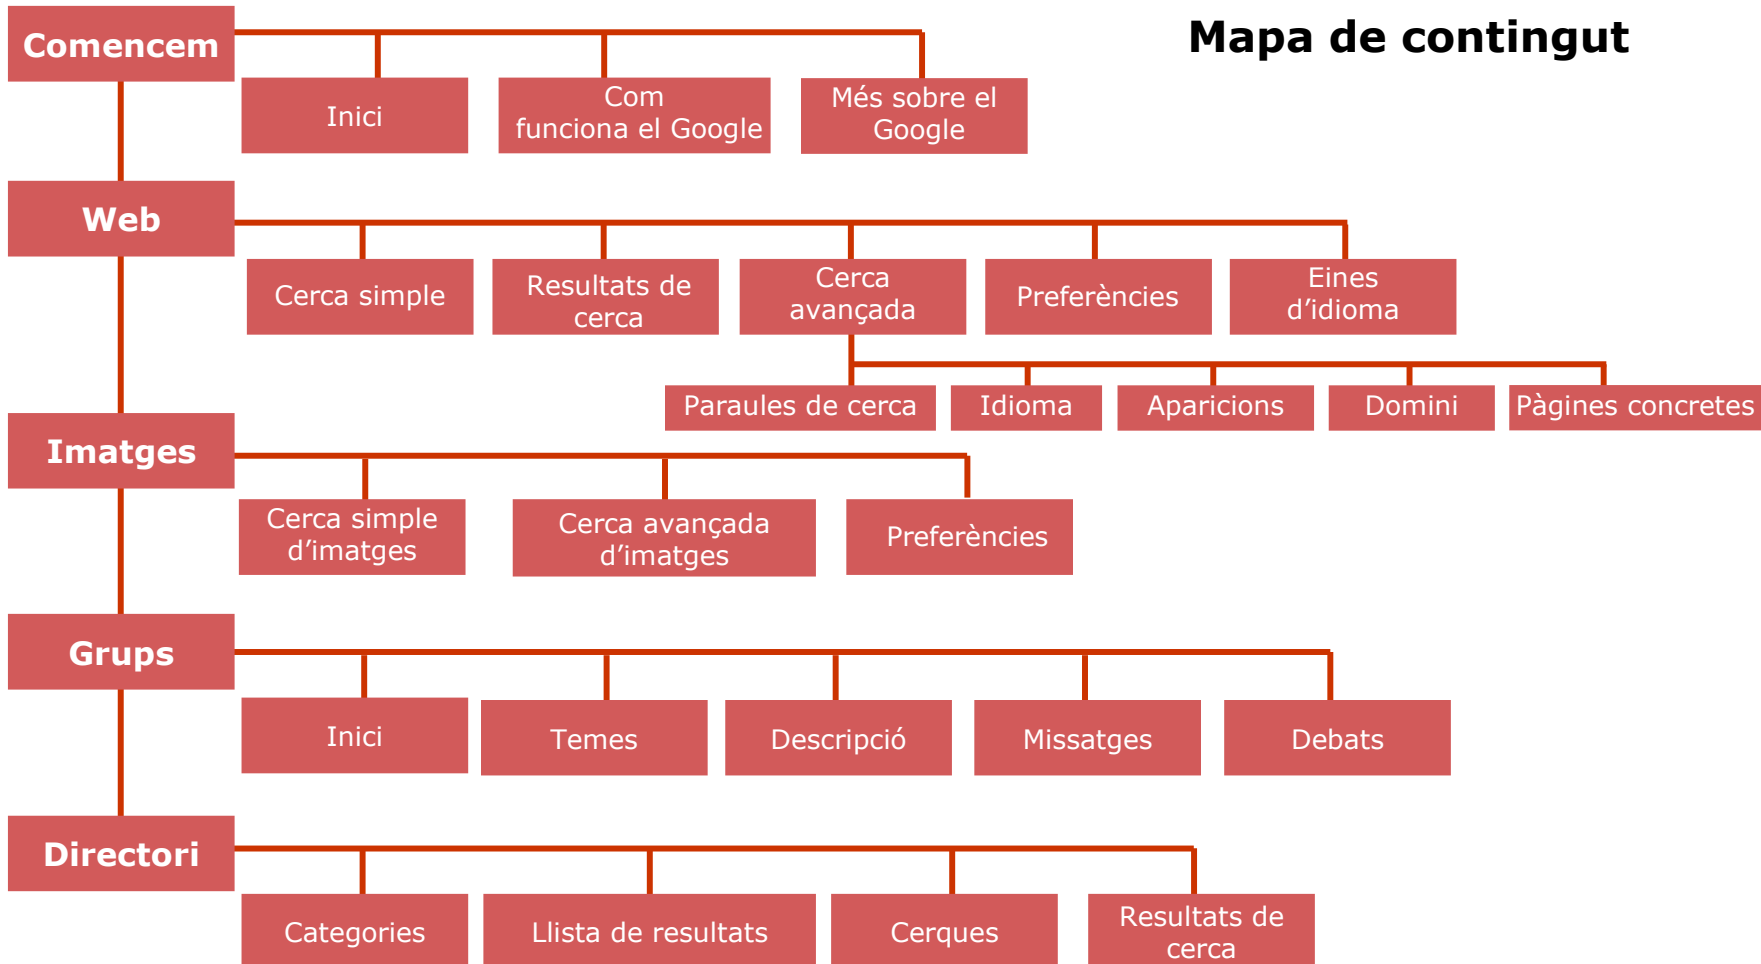 Mapa de contingut
Comencem
Inici
Com
funciona el Google
Més sobre el
Google
Web
Cerca simple
Resultats de
cerca
Cerca
avançada
Preferències
Eines
d’idioma
Paraules de cerca
Idioma
Aparicions
Domini
Pàgines concretes
Imatges
Cerca simple
d’imatges
Cerca avançada
d’imatges
Preferències
Grups
Inici
Temes
Descripció
Missatges
Debats
Directori
Categories
Llista de resultats
Cerques
Resultats de
cerca